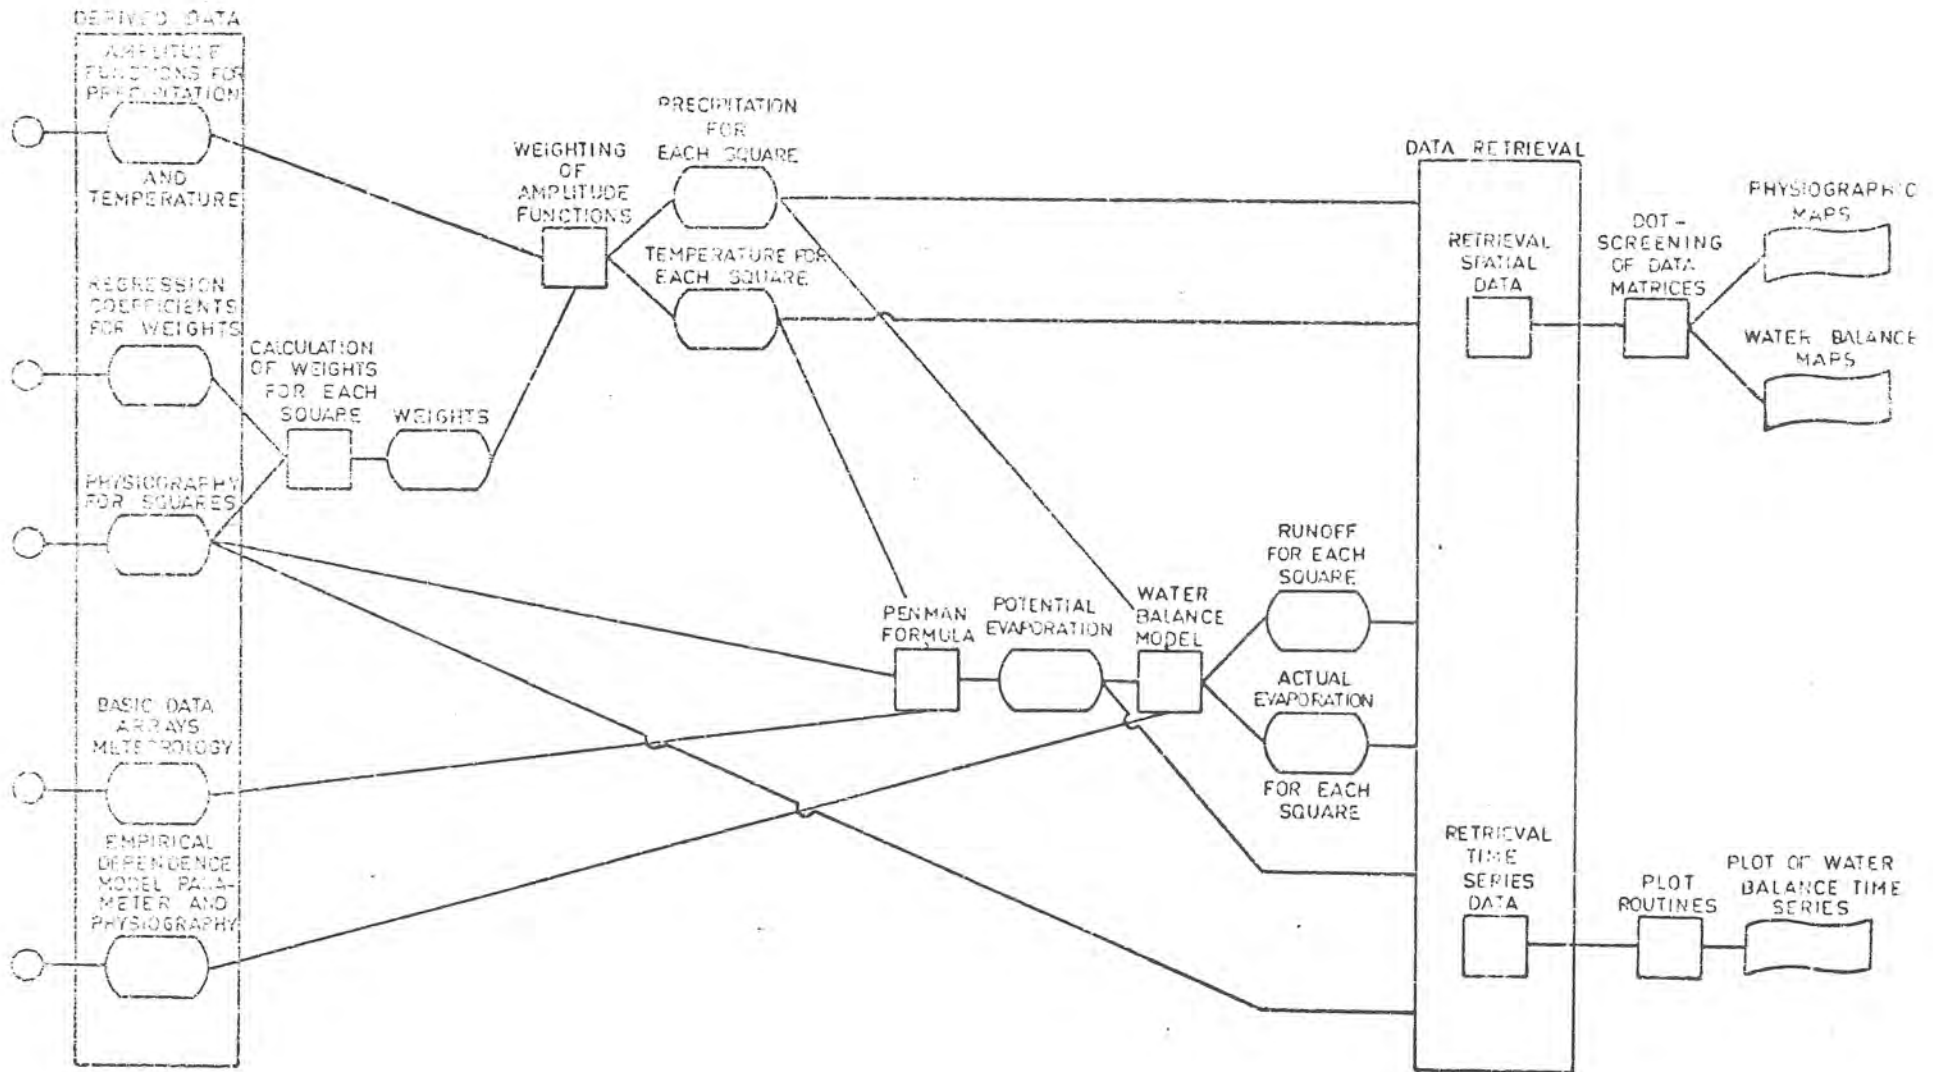 DERIVED DATA
AMPLITUDE
FUNCTIONS FOR
PRECIPITATION
AND
TEMPERATURE
REGRESSION
COEFFICIENTS
FOR WEIGHTS
PHYSIOGRAPHY
FOR SQUARES
BASIC DATA
ARRAYS
METEOROLOGY
EMPIRICAL
DEPENDENCE
MODEL PARA-
METER AND
PHYSIOGRAPHY
CALCULATION
OF WEIGHTS
FOR EACH
SQUARE
WEIGHTS
WEIGHTING
OF
AMPLITUDE
FUNCTIONS
PRECIPITATION
FOR
EACH SQUARE
TEMPERATURE FOR
EACH SQUARE
PENMAN
FORMULA
POTENTIAL
EVAPORATION
WATER
BALANCE
MODEL
RUNOFF
FOR EACH
SQUARE
ACTUAL
EVAPORATION
FOR EACH
SQUARE
DATA RETRIEVAL
RETRIEVAL
SPATIAL
DATA
RETRIEVAL
TIME
SERIES
DATA
DOT-
SCREENING
OF DATA
MATRICES
PHYSIOGRAPHIC
MAPS
WATER BALANCE
MAPS
PLOT
ROUTINES
PLOT OF WATER
BALANCE TIME
SERIES